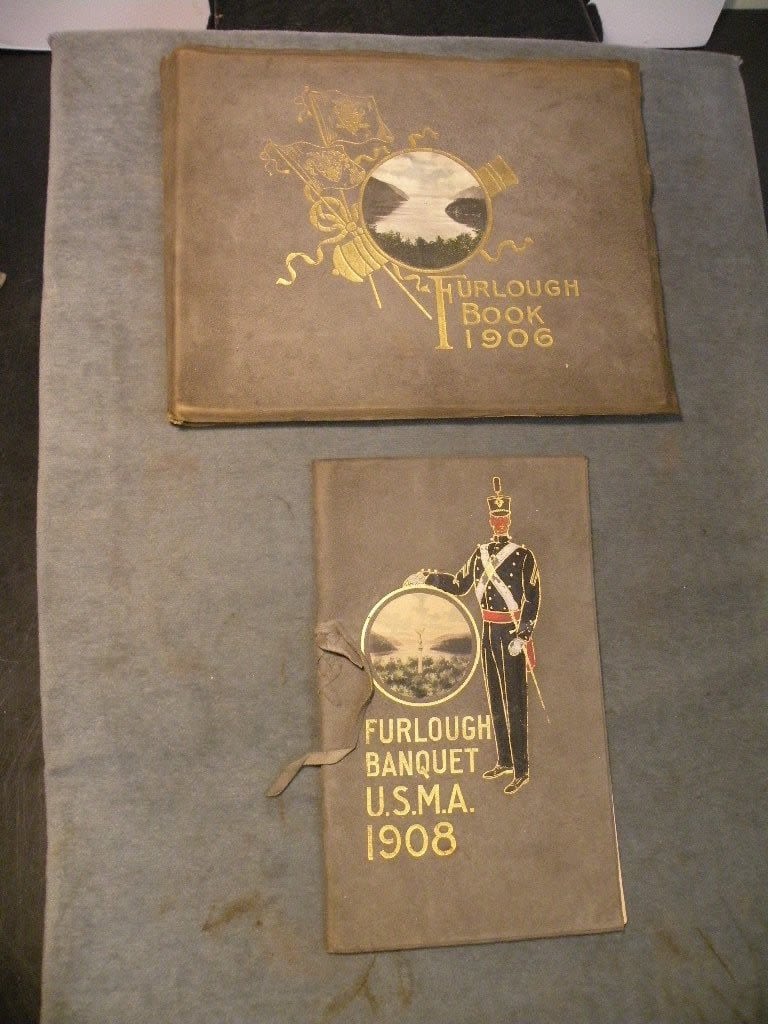 FURLOUGH
BOOK
1906
FURLOUGH
BANQUET
U.S.M.A.
1908